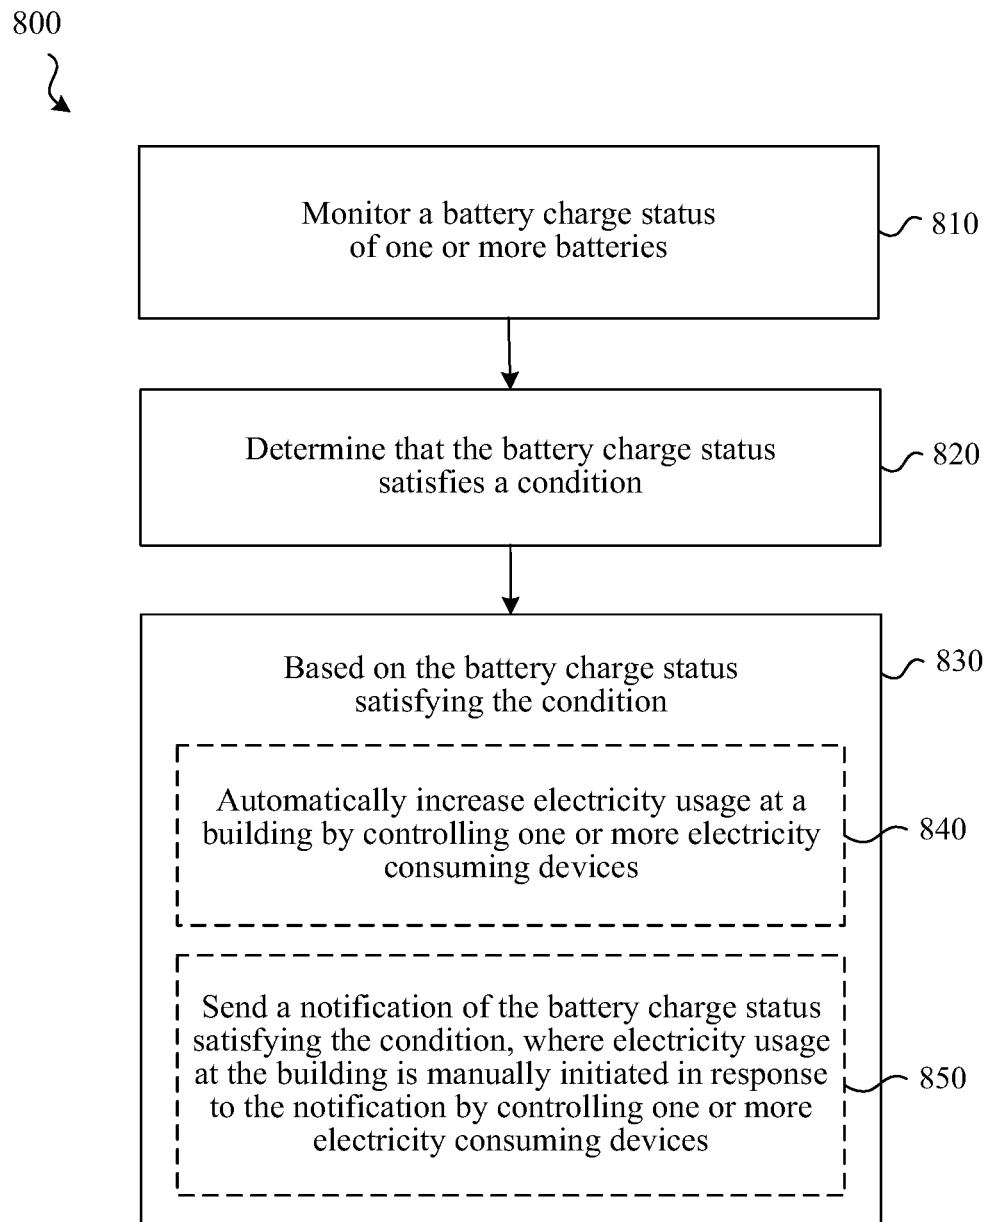 800
Monitor a battery charge status
of one or more batteries
810
Determine that the battery charge status
satisfies a condition
820
Based on the battery charge status
satisfying the condition
830
Automatically increase electricity usage at a
building by controlling one or more electricity
consuming devices
840
Send a notification of the battery charge status
satisfying the condition, where electricity usage
at the building is manually initiated in response
to the notification by controlling one or more
electricity consuming devices
850